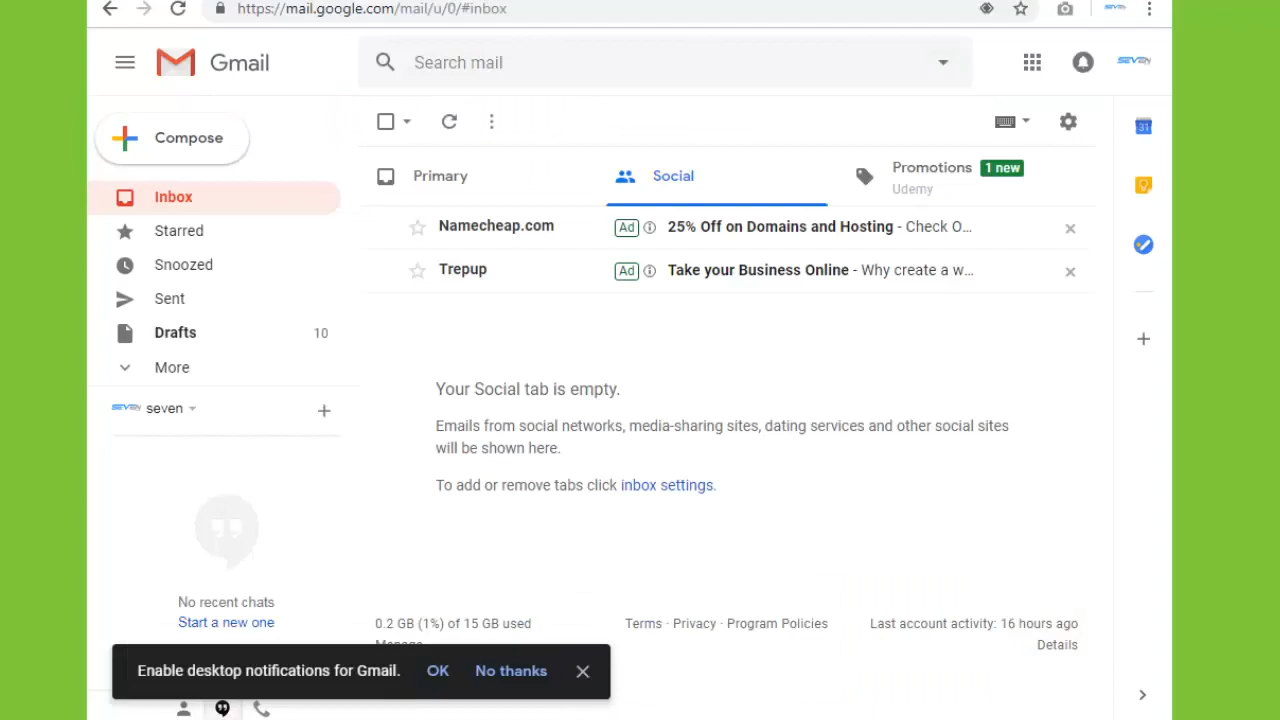 https://mail.google.com/mail/u/0/#inbox
SEVEN
Gmail
Search mail
SEVEN
Compose
31
Primary
Social
Promotions 1 new
Udemy
Inbox
Namecheap.com Ad 25% Off on Domains and Hosting - Check O...
Starred
Snoozed
Trepup Ad Take your Business Online - Why create a w...
Sent
Drafts 10
More
SEVEN seven
Your Social tab is empty.
Emails from social networks, media-sharing sites, dating services and other social sites
will be shown here.
To add or remove tabs click inbox settings.
No recent chats
Start a new one
0.2 GB (1%) of 15 GB used
Manage
Terms · Privacy · Program Policies
Last account activity: 16 hours ago
Details
Enable desktop notifications for Gmail. OK No thanks